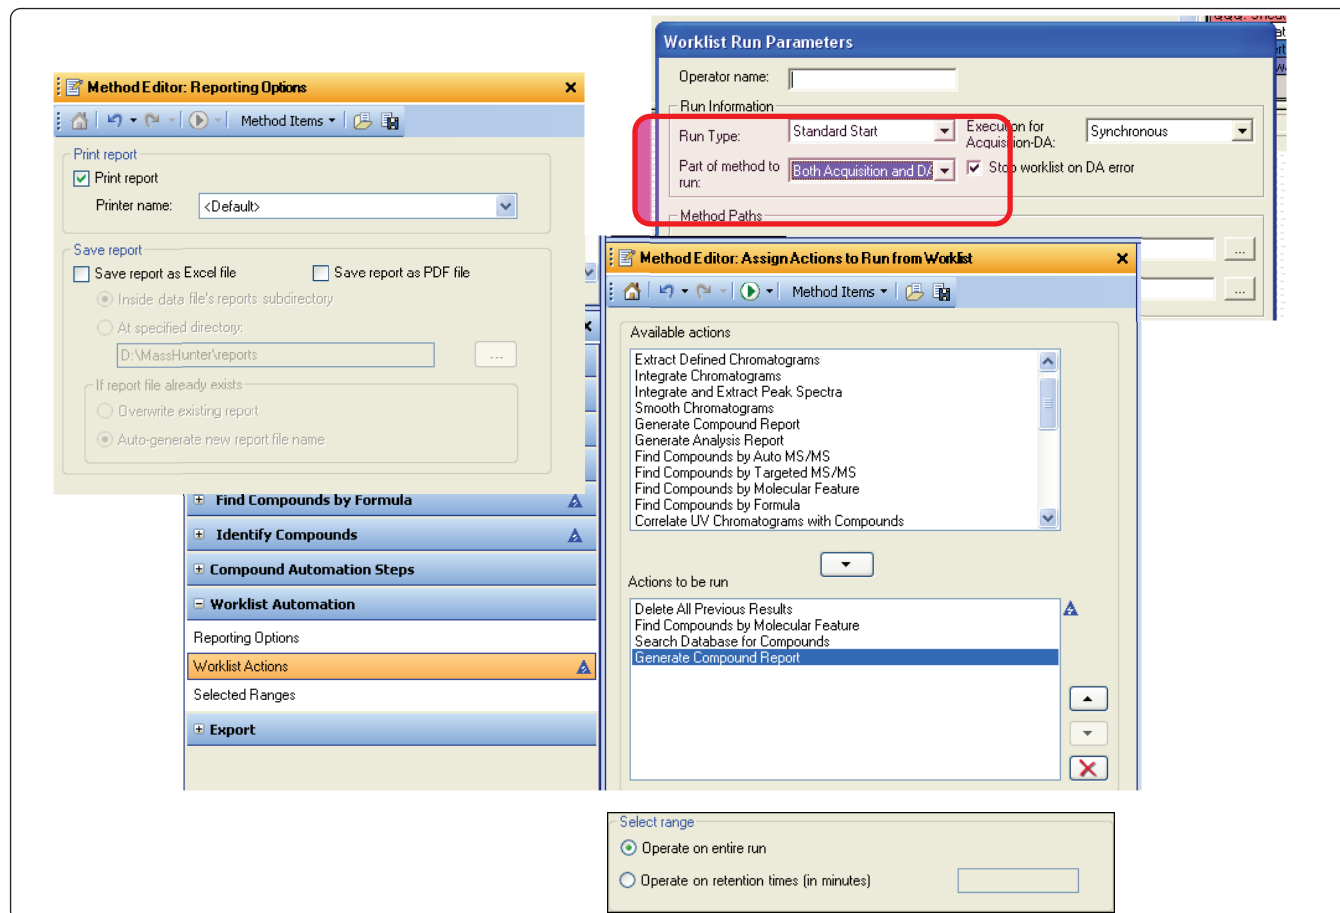 Worklist Run Parameters
Operator name:
Run Information
Run Type:
Standard Start
Execution for
Acquisition-DA:
Synchronous
Part of method to
run:
Both Acquisition and
Stop worklist on DA error
Method Paths
...
...
Method Editor: Reporting Options
Method Items
Print report
Print report
Printer name:
<Default>
Save report
Save report as Excel file
Save report as PDF file
Inside data file's reports subdirectory
At specified directory:
D:\MassHunter\reports
...
If report file already exists
Overwrite existing report
Auto-generate new report file name
Find Compounds by Formula
Identify Compounds
Compound Automation Steps
Worklist Automation
Reporting Options
Worklist Actions
Selected Ranges
Export
Method Editor: Assign Actions to Run from Worklist
Method Items
Available actions
Extract Defined Chromatograms
Integrate Chromatograms
Integrate and Extract Peak Spectra
Smooth Chromatograms
Generate Compound Report
Generate Analysis Report
Find Compounds by Auto MS/MS
Find Compounds by Targeted MS/MS
Find Compounds by Molecular Feature
Find Compounds by Formula
Correlate UV Chromatograms with Compounds
Actions to be run
Delete All Previous Results
Find Compounds by Molecular Feature
Search Database for Compounds
Generate Compound Report
Select range
Operate on entire run
Operate on retention times (in minutes)